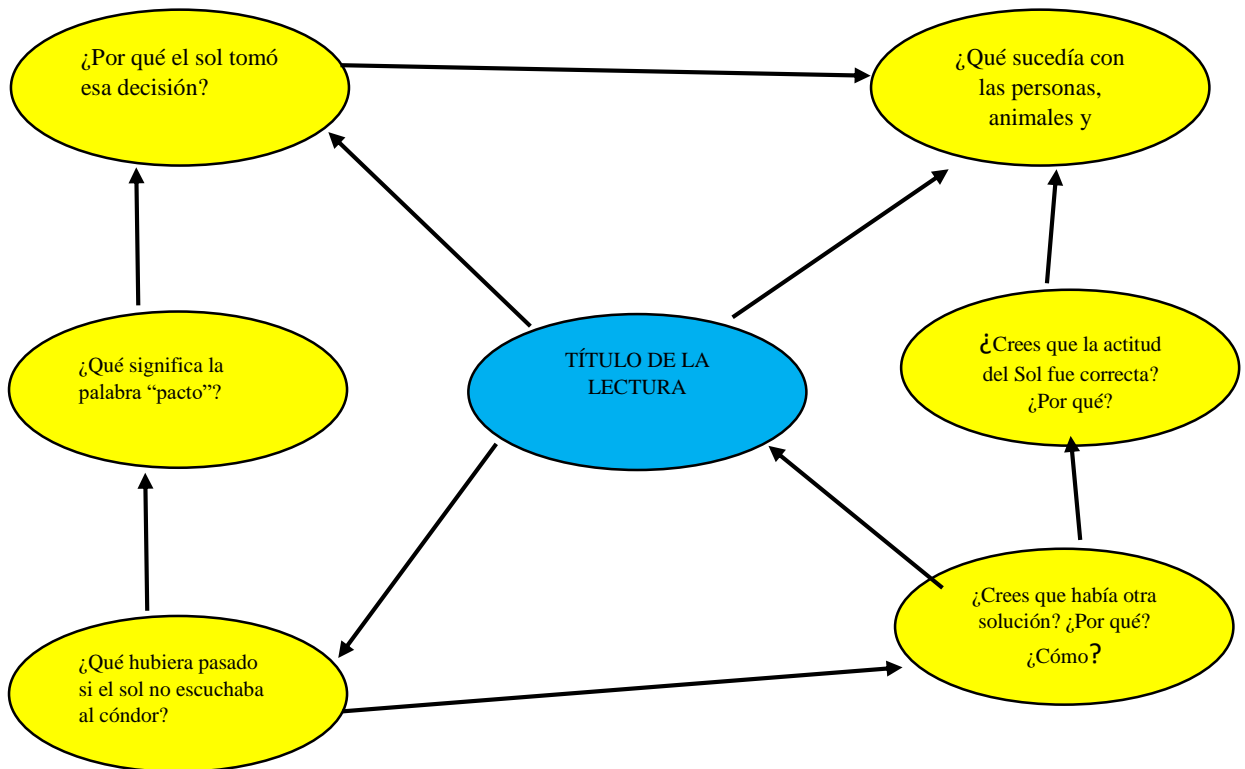 ¿Por qué el sol tomó
esa decisión?
¿Qué sucedía con
las personas,
animales y
TÍTULO DE LA
LECTURA
¿Qué significa la
palabra “pacto”?
¿Crees que la actitud
del Sol fue correcta?
¿Por qué?
¿Qué hubiera pasado
si el sol no escuchaba
al cóndor?
¿Crees que había otra
solución? ¿Por qué?
¿Cómo?